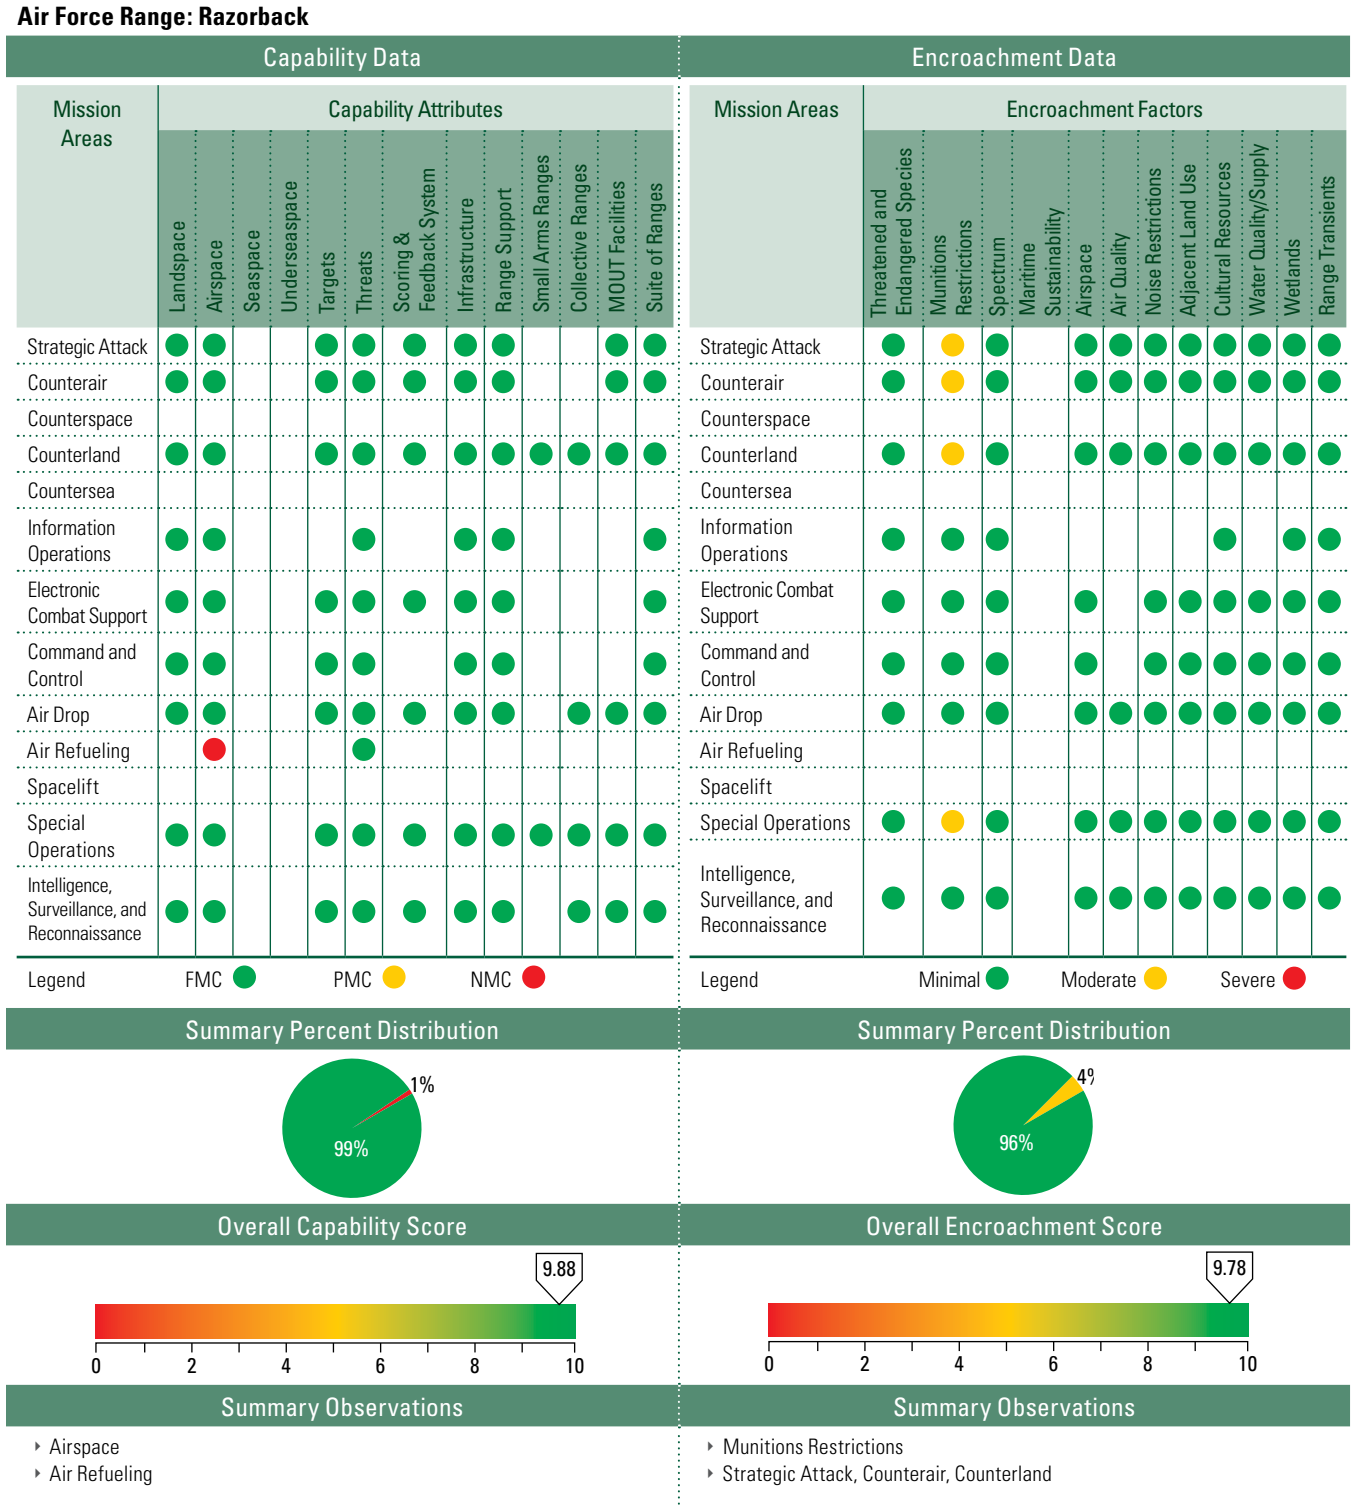 Air Force Range: Razorback
Capability Data
Mission
Areas
Capability Attributes
Landspace
Airspace
Seaspace
Underseaspace
Targets
Threats
Scoring &
Feedback System
Infrastructure
Range Support
Small Arms Ranges
Collective Ranges
MOUT Facilities
Suite of Ranges
Strategic Attack
Counterair
Counterspace
Counterland
Countersea
Information
Operations
Electronic
Combat Support
Command and
Control
Air Drop
Air Refueling
Spacelift
Special
Operations
Intelligence,
Surveillance, and
Reconnaissance
Legend
FMC
PMC
NMC
Summary Percent Distribution
1%
99%
Overall Capability Score
9.88
0
2
4
6
8
10
Summary Observations
Airspace
Air Refueling
Encroachment Data
Mission Areas
Encroachment Factors
Threatened and
Endangered Species
Munitions
Restrictions
Spectrum
Maritime
Sustainability
Airspace
Air Quality
Noise Restrictions
Adjacent Land Use
Cultural Resources
Water Quality/Supply
Wetlands
Range Transients
Strategic Attack
Counterair
Counterspace
Counterland
Countersea
Information
Operations
Electronic Combat
Support
Command and
Control
Air Drop
Air Refueling
Spacelift
Special Operations
Intelligence,
Surveillance, and
Reconnaissance
Legend
Minimal
Moderate
Severe
Summary Percent Distribution
4%
96%
Overall Encroachment Score
9.78
0
2
4
6
8
10
Summary Observations
Munitions Restrictions
Strategic Attack, Counterair, Counterland